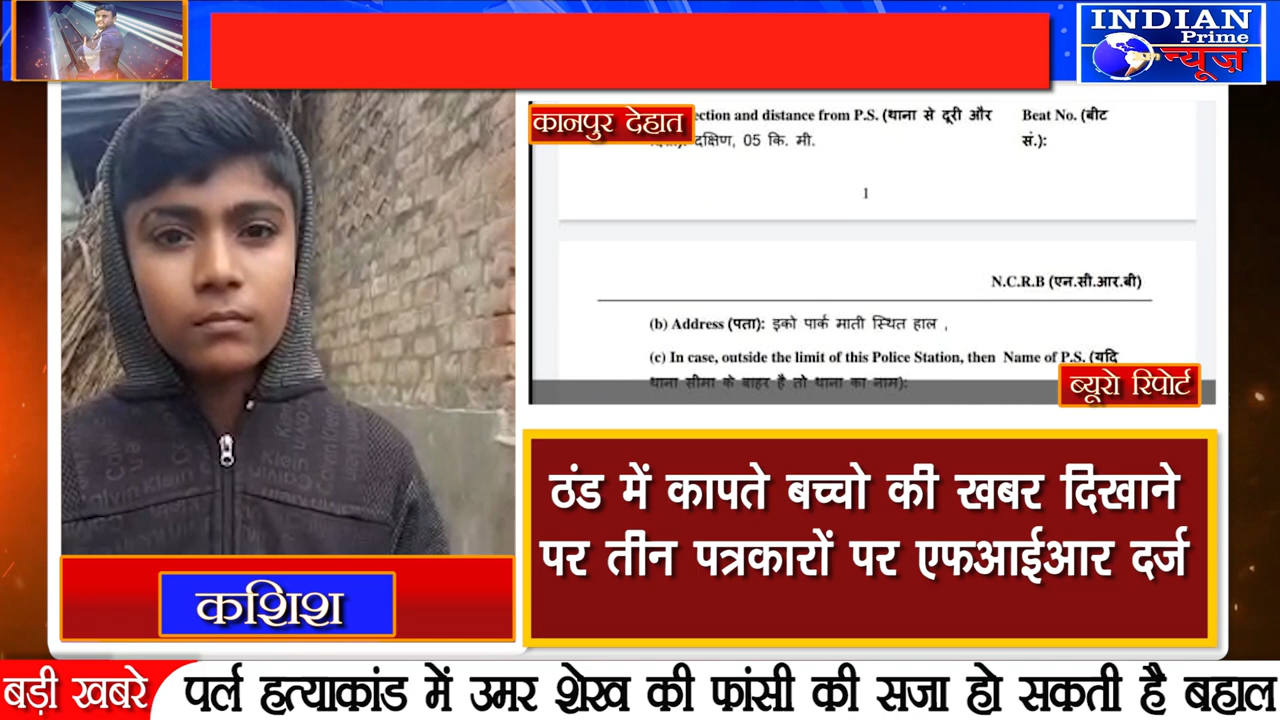 INDIAN
Prime
न्यूज़
कानपुर देहात
ection and distance from P.S. (थाना से दूरी और
दक्षिण, 05 कि. मी.
Beat No. (बीट
सं.):
1
N.C.R.B (एन.सी.आर.बी)
(b) Address (पता): इको पार्क माती स्थित हाल ,
(c) In case, outside the limit of this Police Station, then Name of P.S. (यदि
थाना सीमा के बाहर है तो थाना का नाम):
ब्यूरो रिपोर्ट
ठंड में कापते बच्चो की खबर दिखाने
पर तीन पत्रकारों पर एफआईआर दर्ज
कशिश
बड़ी खबरे
पर्ल हत्याकांड में उमर शेख की फांसी की सजा हो सकती है बहाल